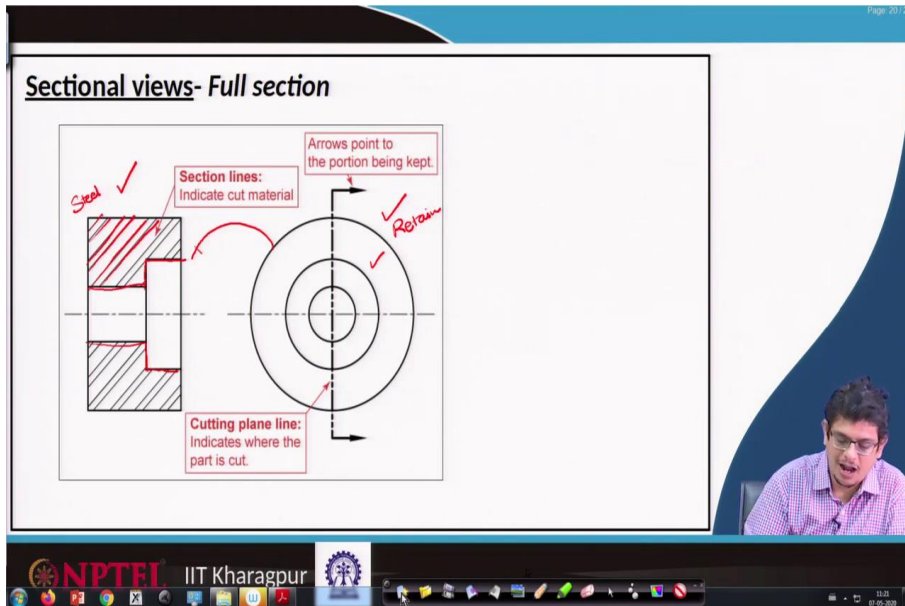 Page: 20 / 2
Sectional views- Full section
Arrows point to
the portion being kept.
Steel
Section lines:
Indicate cut material
Retain
Cutting plane line:
Indicates where the
part is cut.
NPTEL IIT Kharagpur
11:21
07-05-2020